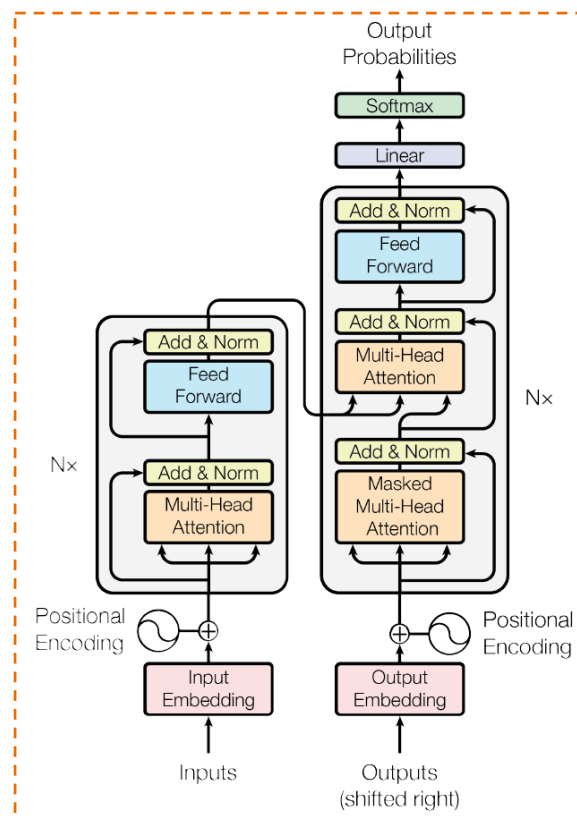 Output
Probabilities
Softmax
Linear
Add & Norm
Feed
Forward
Add & Norm
Multi-Head
Attention
Nx
Add & Norm
Masked
Multi-Head
Attention
Add & Norm
Feed
Forward
Nx
Add & Norm
Multi-Head
Attention
Positional
Encoding
Positional
Encoding
Input
Embedding
Output
Embedding
Inputs
Outputs
(shifted right)